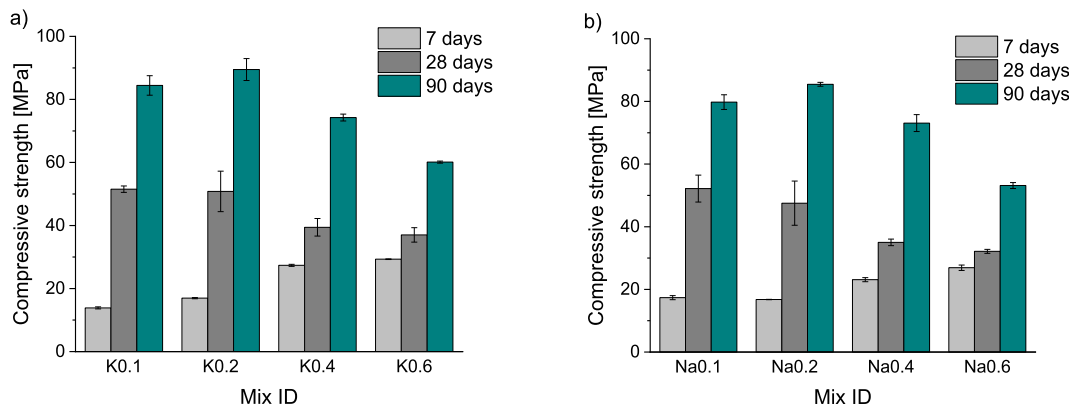 a)
Compressive strength [MPa]
100
80
60
40
20
0
7 days
28 days
90 days
K0.1 K0.2 K0.4 K0.6
Mix ID
b)
Compressive strength [MPa]
100
80
60
40
20
0
7 days
28 days
90 days
Na0.1 Na0.2 Na0.4 Na0.6
Mix ID